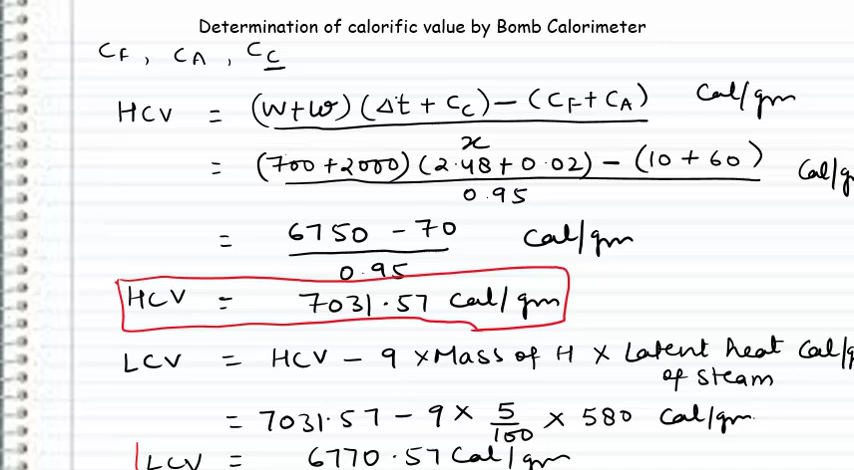 Determination of calorific value by Bomb Calorimeter
CF , CA , CC
HCV = (W+w)(Δt + CC) − (CF + CA) / x Cal/gm
= (700+2000)(2.48+0.02) − (10+60) / 0.95 Cal/g
= 6750 − 70 / 0.95 Cal/gm
HCV = 7031.57 Cal/gm
LCV = HCV − 9 × Mass of H × Latent heat of steam Cal/g
= 7031.57 − 9 × 5/100 × 580 Cal/gm.
LCV = 6770.57 Cal/gm